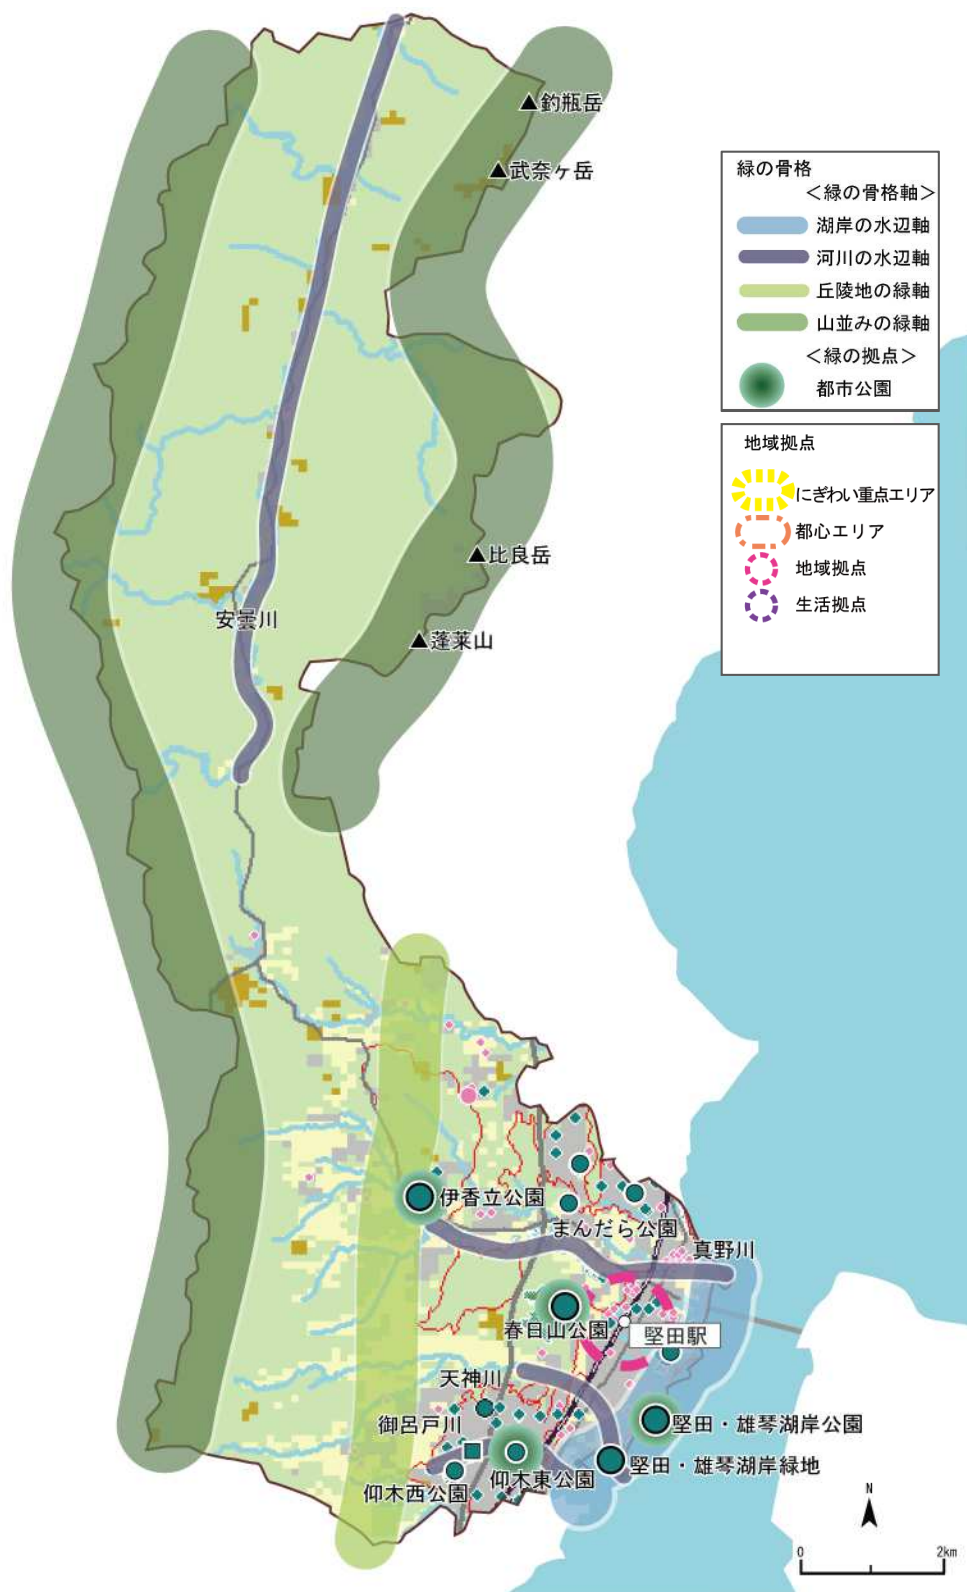 ▲釣瓶岳
▲武奈ヶ岳
緑の骨格
＜緑の骨格軸＞
湖岸の水辺軸
河川の水辺軸
丘陵地の緑軸
山並みの緑軸
＜緑の拠点＞
都市公園
地域拠点
にぎわい重点エリア
都心エリア
地域拠点
生活拠点
▲比良岳
安曇川
▲蓬莱山
伊香立公園
まんだら公園
真野川
春日山公園
堅田駅
天神川
御呂戸川
堅田・雄琴湖岸公園
堅田・雄琴湖岸緑地
仰木東公園
仰木西公園
N
0 2km